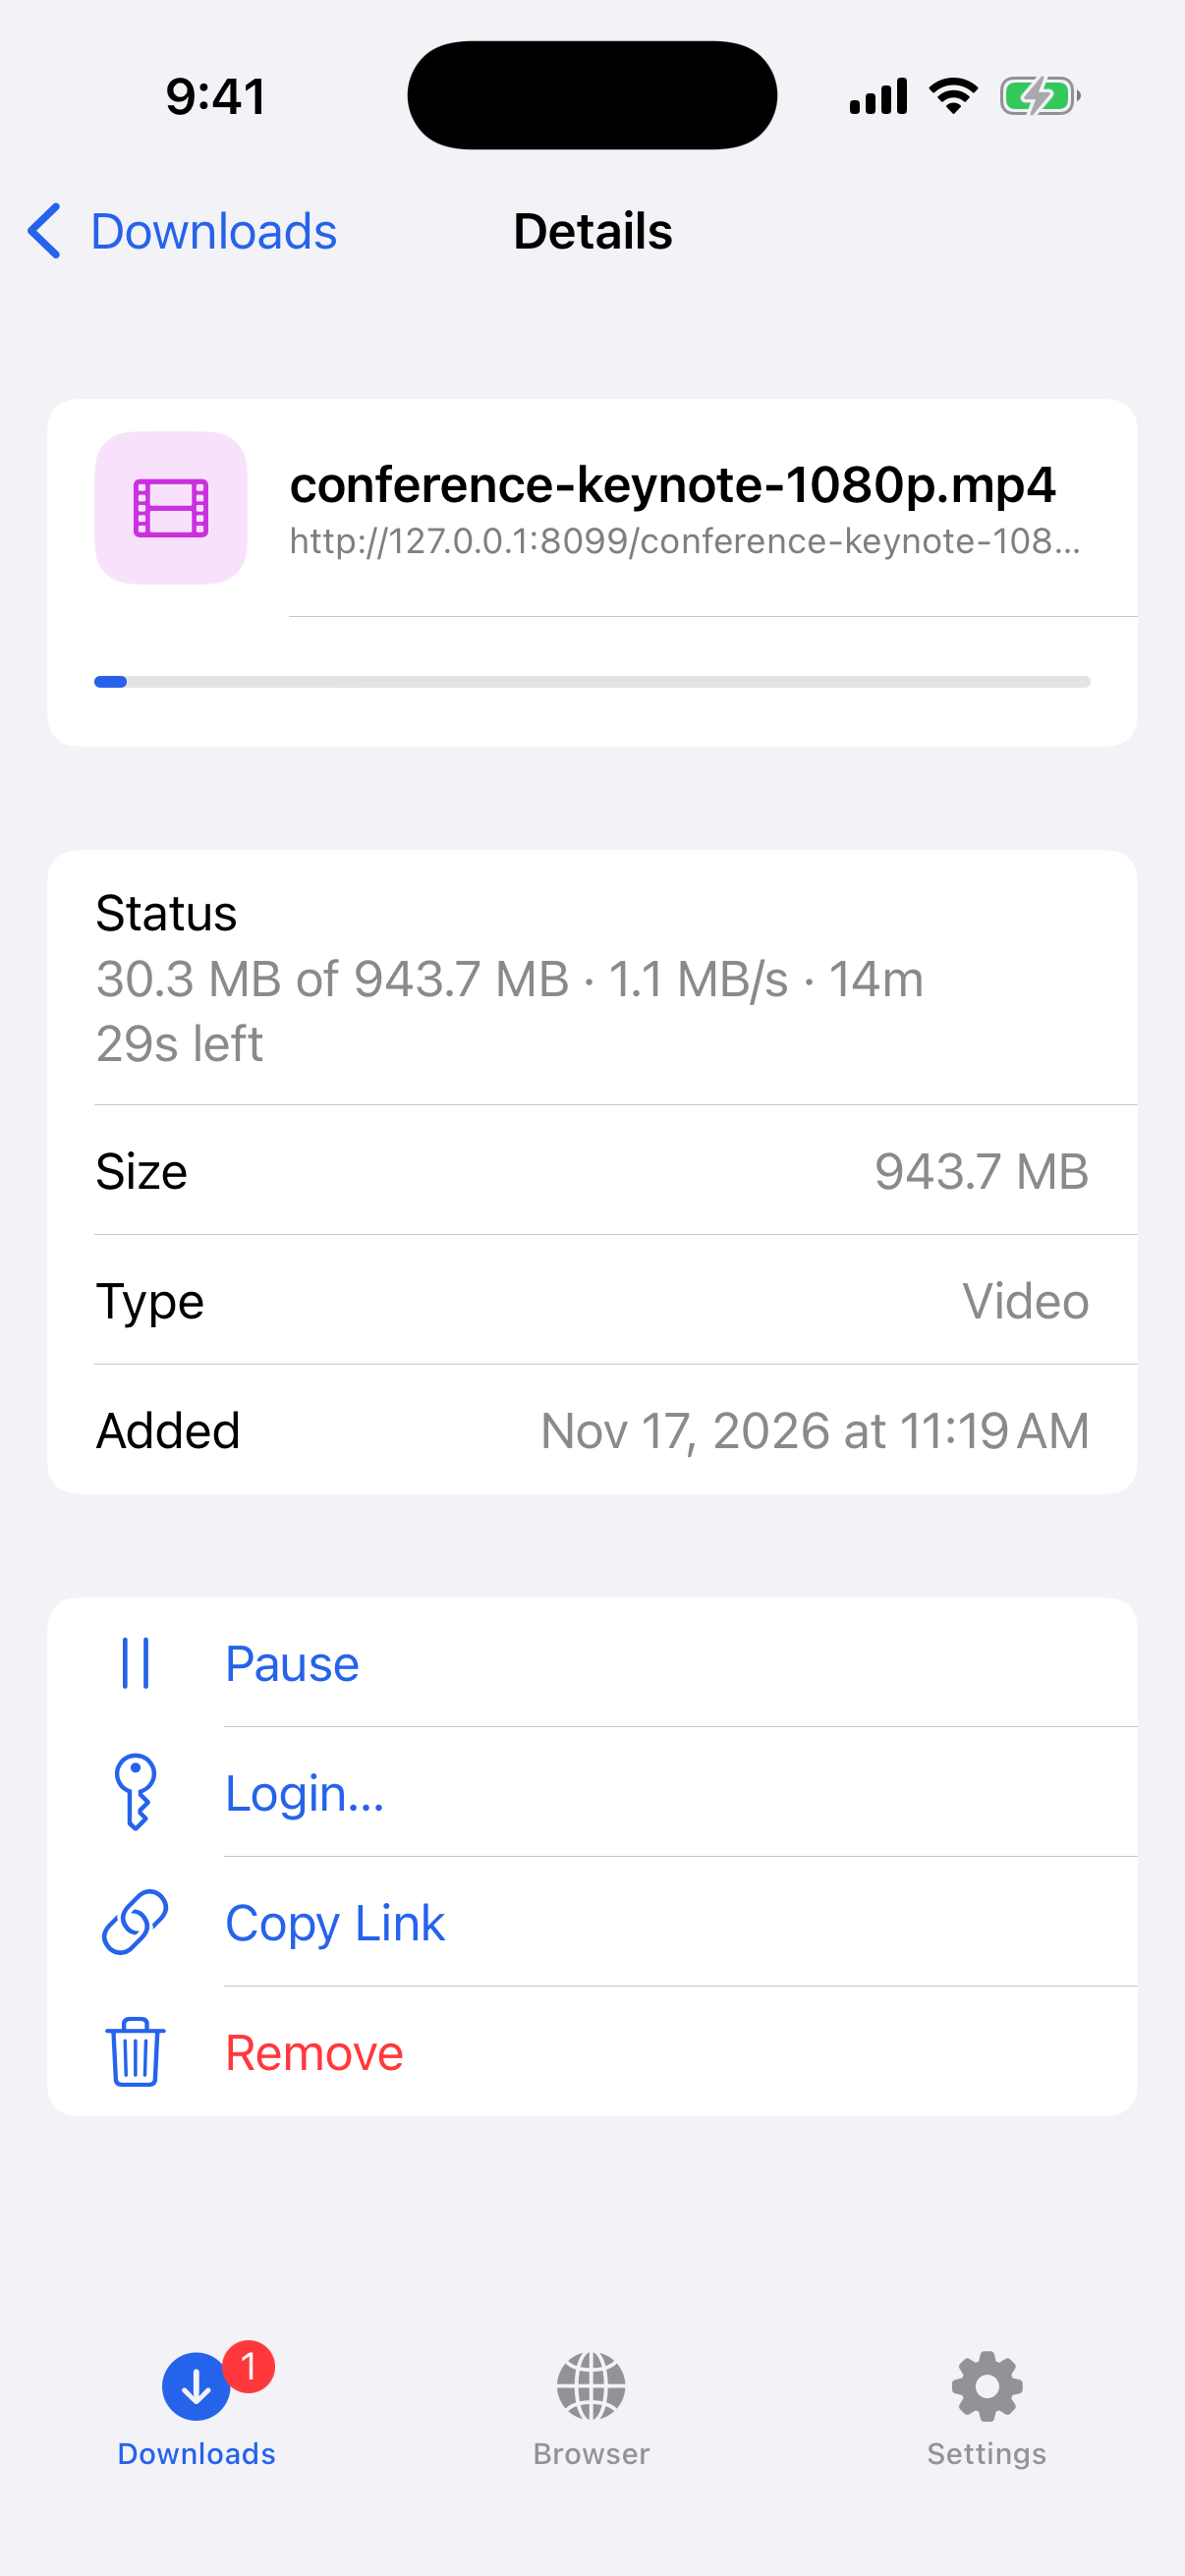 9:41
Downloads
Details
conference-keynote-1080p.mp4
http://127.0.0.1:8099/conference-keynote-108...
Status
30.3 MB of 943.7 MB · 1.1 MB/s · 14m
29s left
Size
943.7 MB
Type
Video
Added
Nov 17, 2026 at 11:19 AM
Pause
Login...
Copy Link
Remove
1
Downloads
Browser
Settings